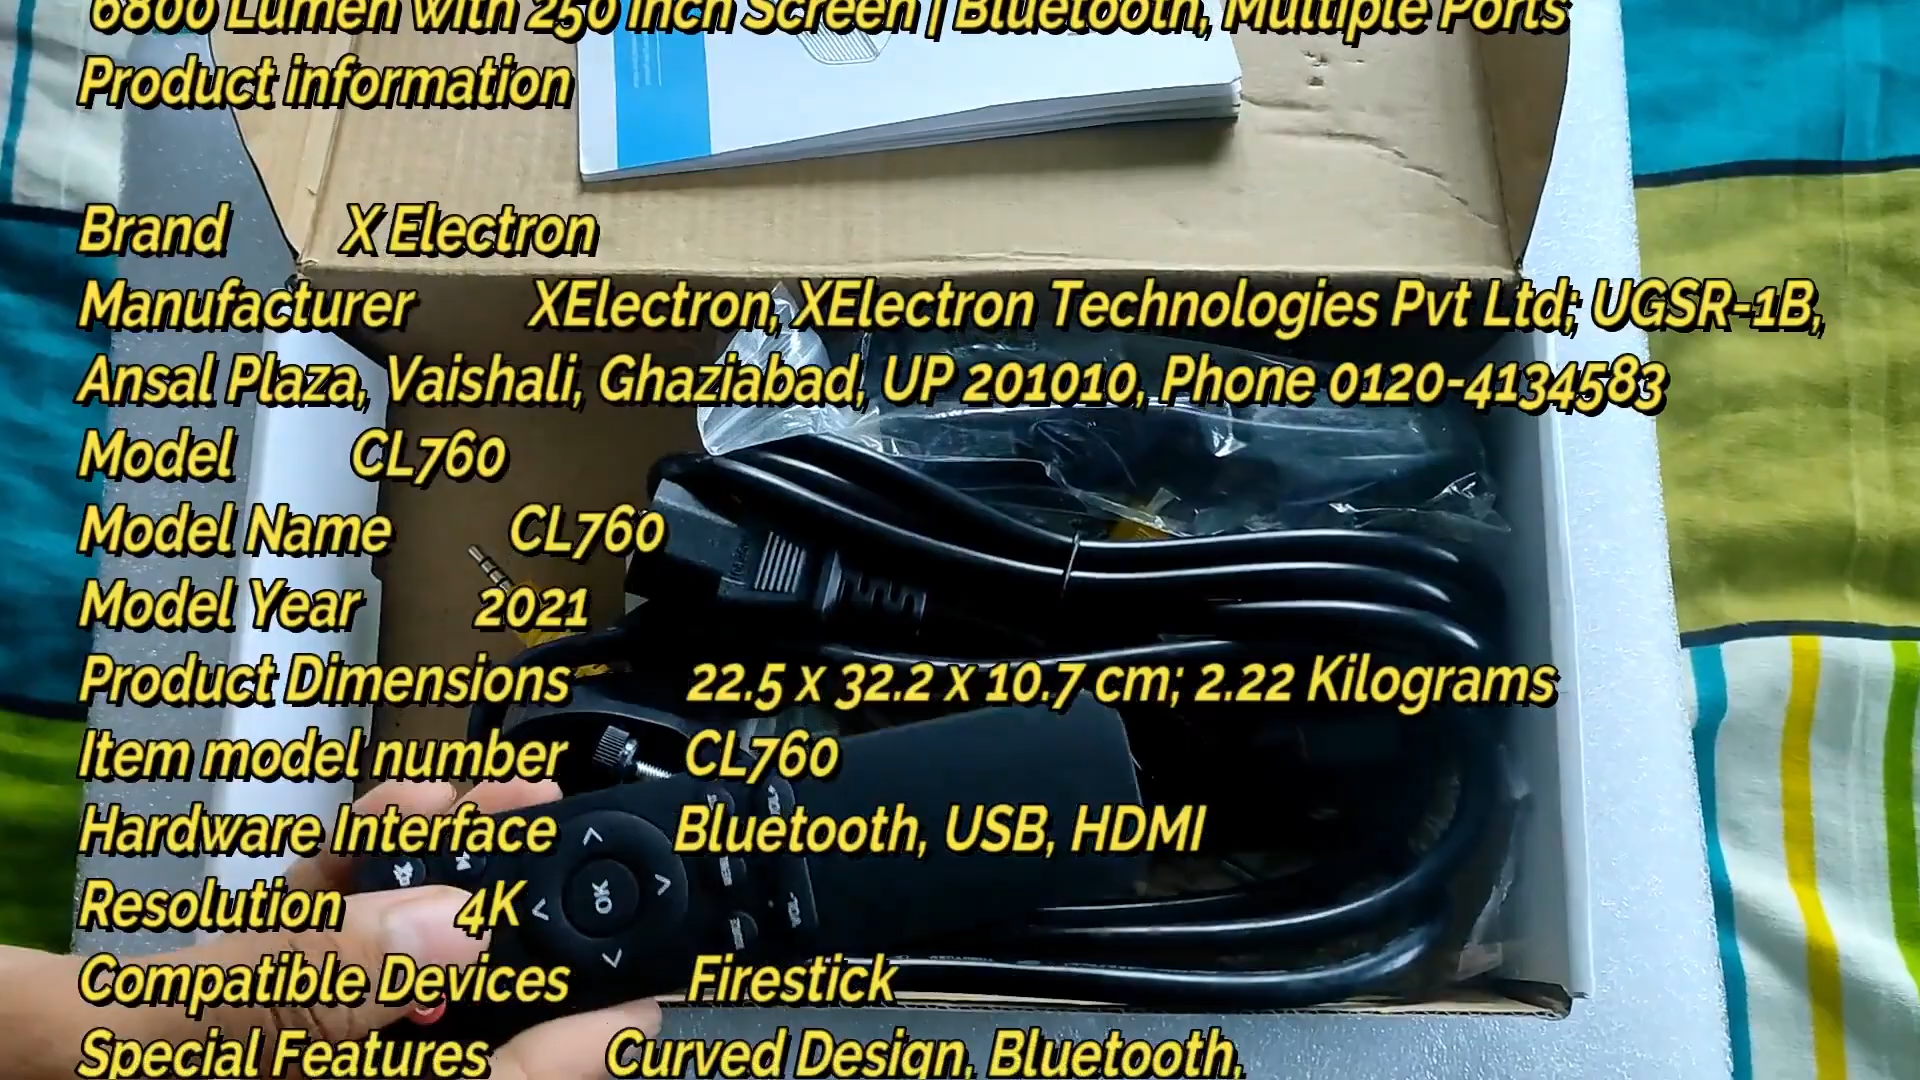 6800 Lumen with 250 Inch Screen | Bluetooth, Multiple Ports
Product information
Brand X Electron
Manufacturer XElectron, XElectron Technologies Pvt Ltd; UGSR-1B,
Ansal Plaza, Vaishali, Ghaziabad, UP 201010, Phone 0120-4134583
Model CL760
Model Name CL760
Model Year 2021
Product Dimensions 22.5 x 32.2 x 10.7 cm; 2.22 Kilograms
Item model number CL760
Hardware Interface Bluetooth, USB, HDMI
Resolution 4K
OK
VOL+
VOL-
Compatible Devices Firestick
Special Features Curved Design, Bluetooth,